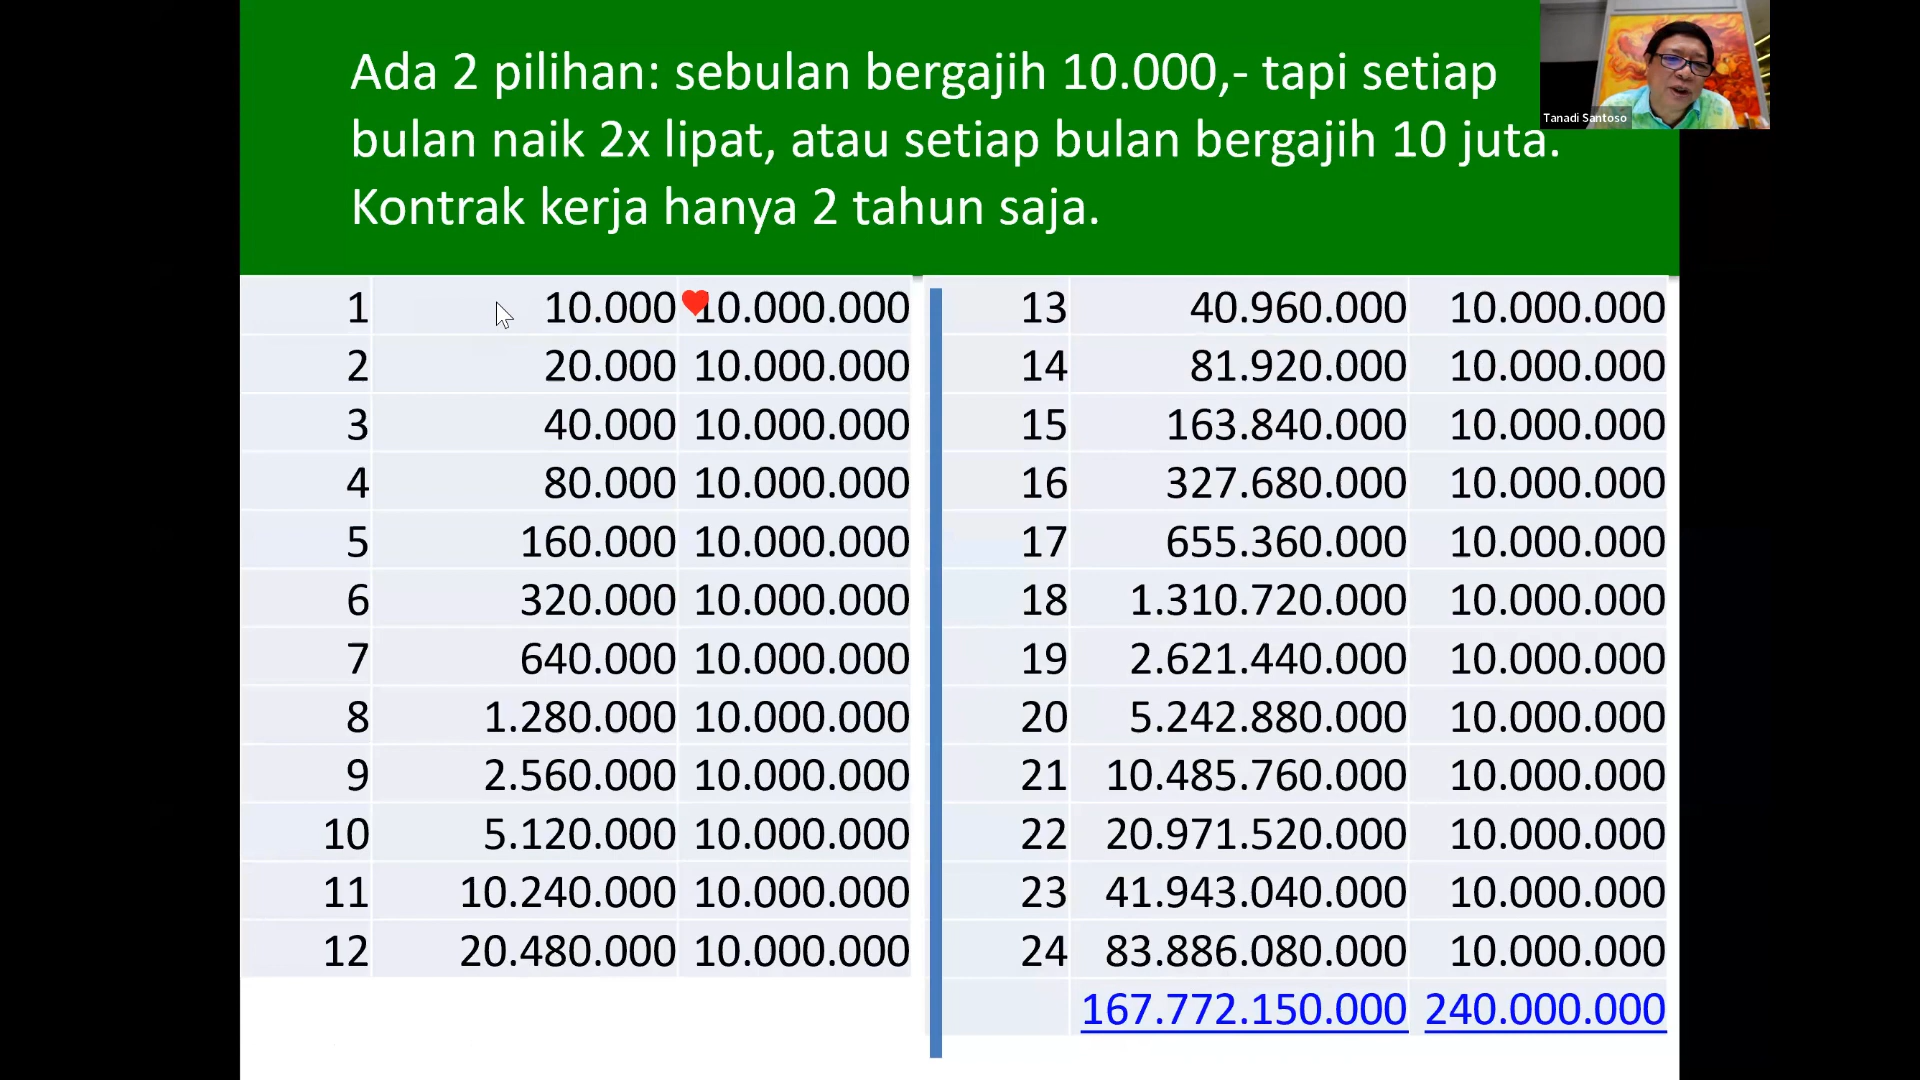 Ada 2 pilihan: sebulan bergajih 10.000,- tapi setiap
bulan naik 2x lipat, atau setiap bulan bergajih 10 juta.
Kontrak kerja hanya 2 tahun saja.
Tanadi Santoso
1 10.000 10.000.000
2 20.000 10.000.000
3 40.000 10.000.000
4 80.000 10.000.000
5 160.000 10.000.000
6 320.000 10.000.000
7 640.000 10.000.000
8 1.280.000 10.000.000
9 2.560.000 10.000.000
10 5.120.000 10.000.000
11 10.240.000 10.000.000
12 20.480.000 10.000.000
13 40.960.000 10.000.000
14 81.920.000 10.000.000
15 163.840.000 10.000.000
16 327.680.000 10.000.000
17 655.360.000 10.000.000
18 1.310.720.000 10.000.000
19 2.621.440.000 10.000.000
20 5.242.880.000 10.000.000
21 10.485.760.000 10.000.000
22 20.971.520.000 10.000.000
23 41.943.040.000 10.000.000
24 83.886.080.000 10.000.000
167.772.150.000 240.000.000